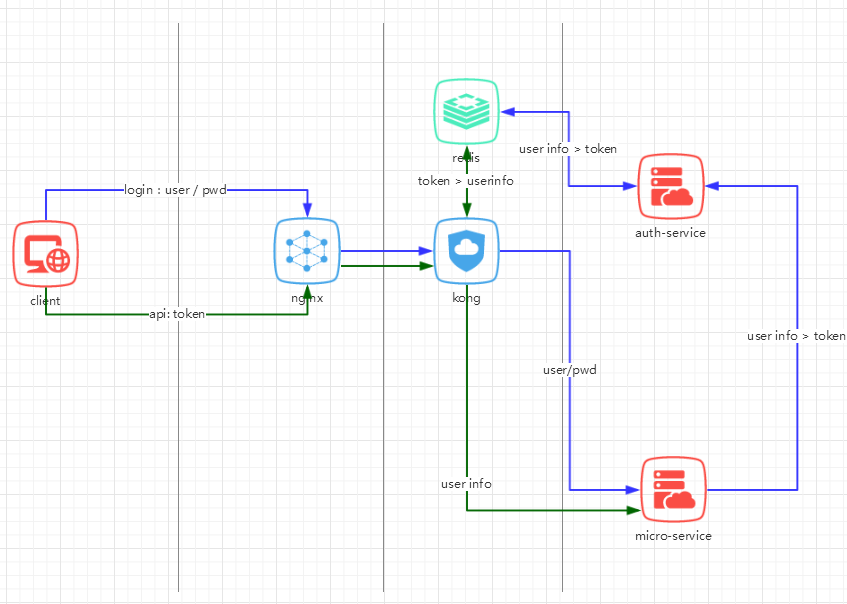 user info > token
redis
token > userinfo
login : user / pwd
auth-service
client
nginx
kong
api: token
user info > token
user/pwd
user info
micro-service